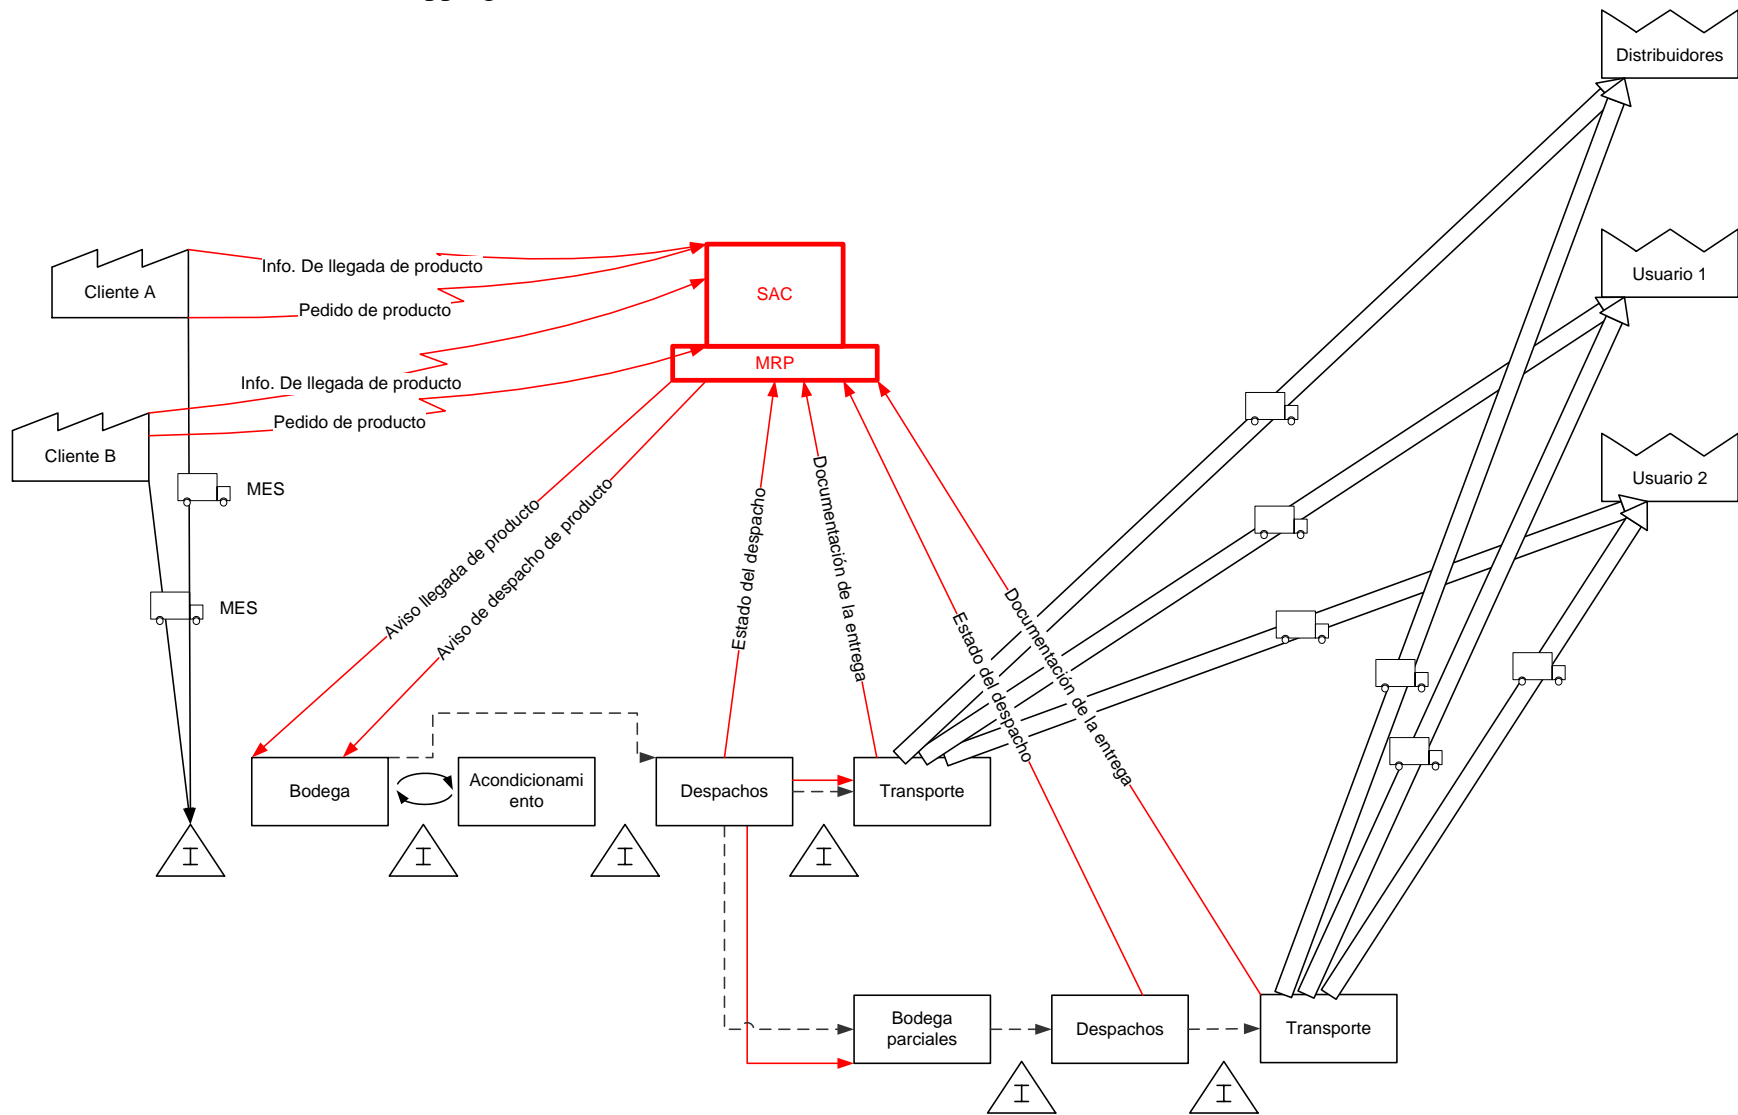 Distribuidores
Info. De llegada de producto
Cliente A
Pedido de producto
SAC
MRP
Usuario 1
Info. De llegada de producto
Pedido de producto
Cliente B
MES
MES
Usuario 2
Aviso llegada de producto
Aviso de despacho de producto
Estado del despacho
Documentación de la entrega
Estado del despacho
Documentación de la entrega
Bodega
Acondicionami
ento
Despachos
Transporte
I
I
I
I
Bodega
parciales
Despachos
Transporte
I
I